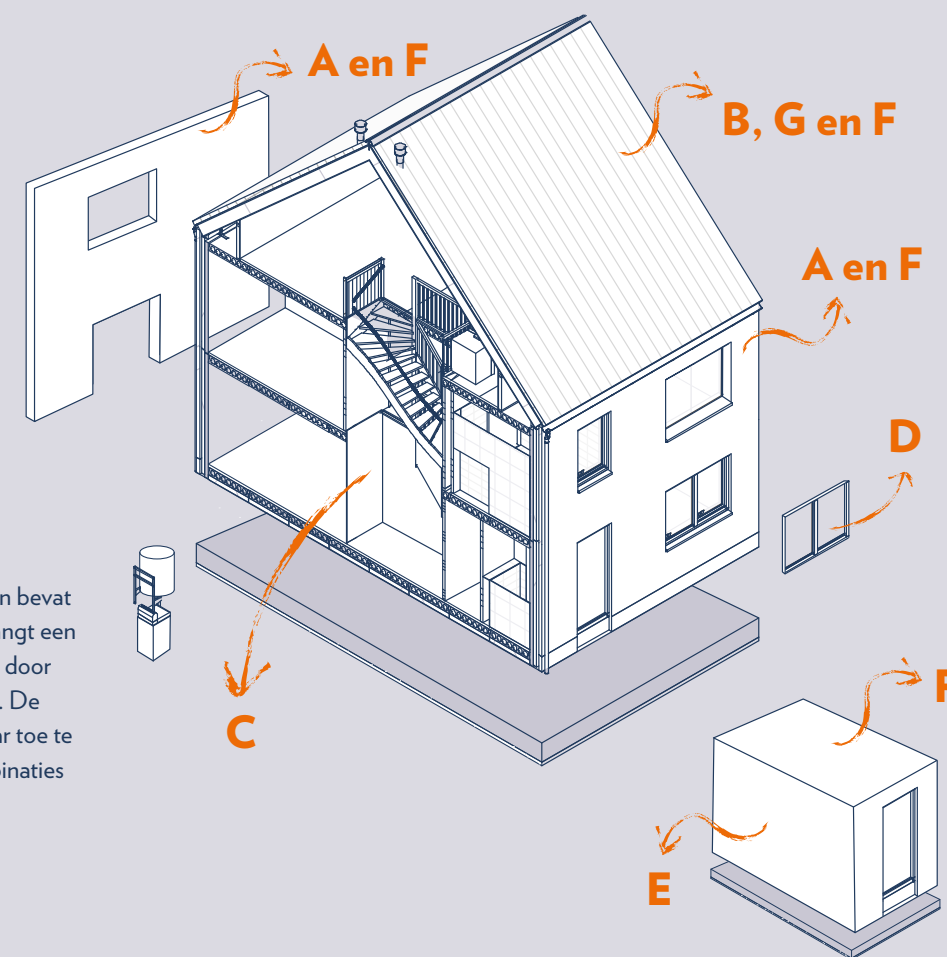 A en F
B, G en F
A en F
D
n bevat
ngt een
door
. De
r toe te
inaties
C
E